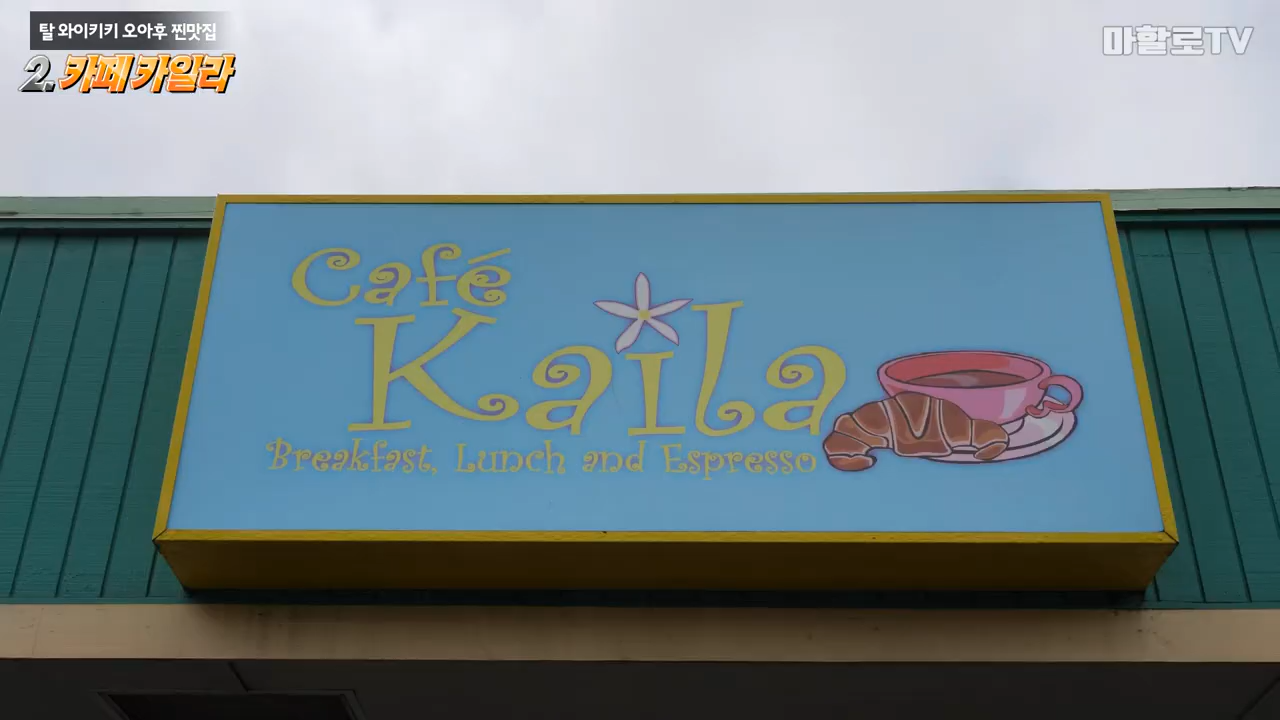 탈 와이키키 오아후 찐맛집
2. 카페 카일라
마할로TV
Café
Kaila
Breakfast, Lunch and Espresso